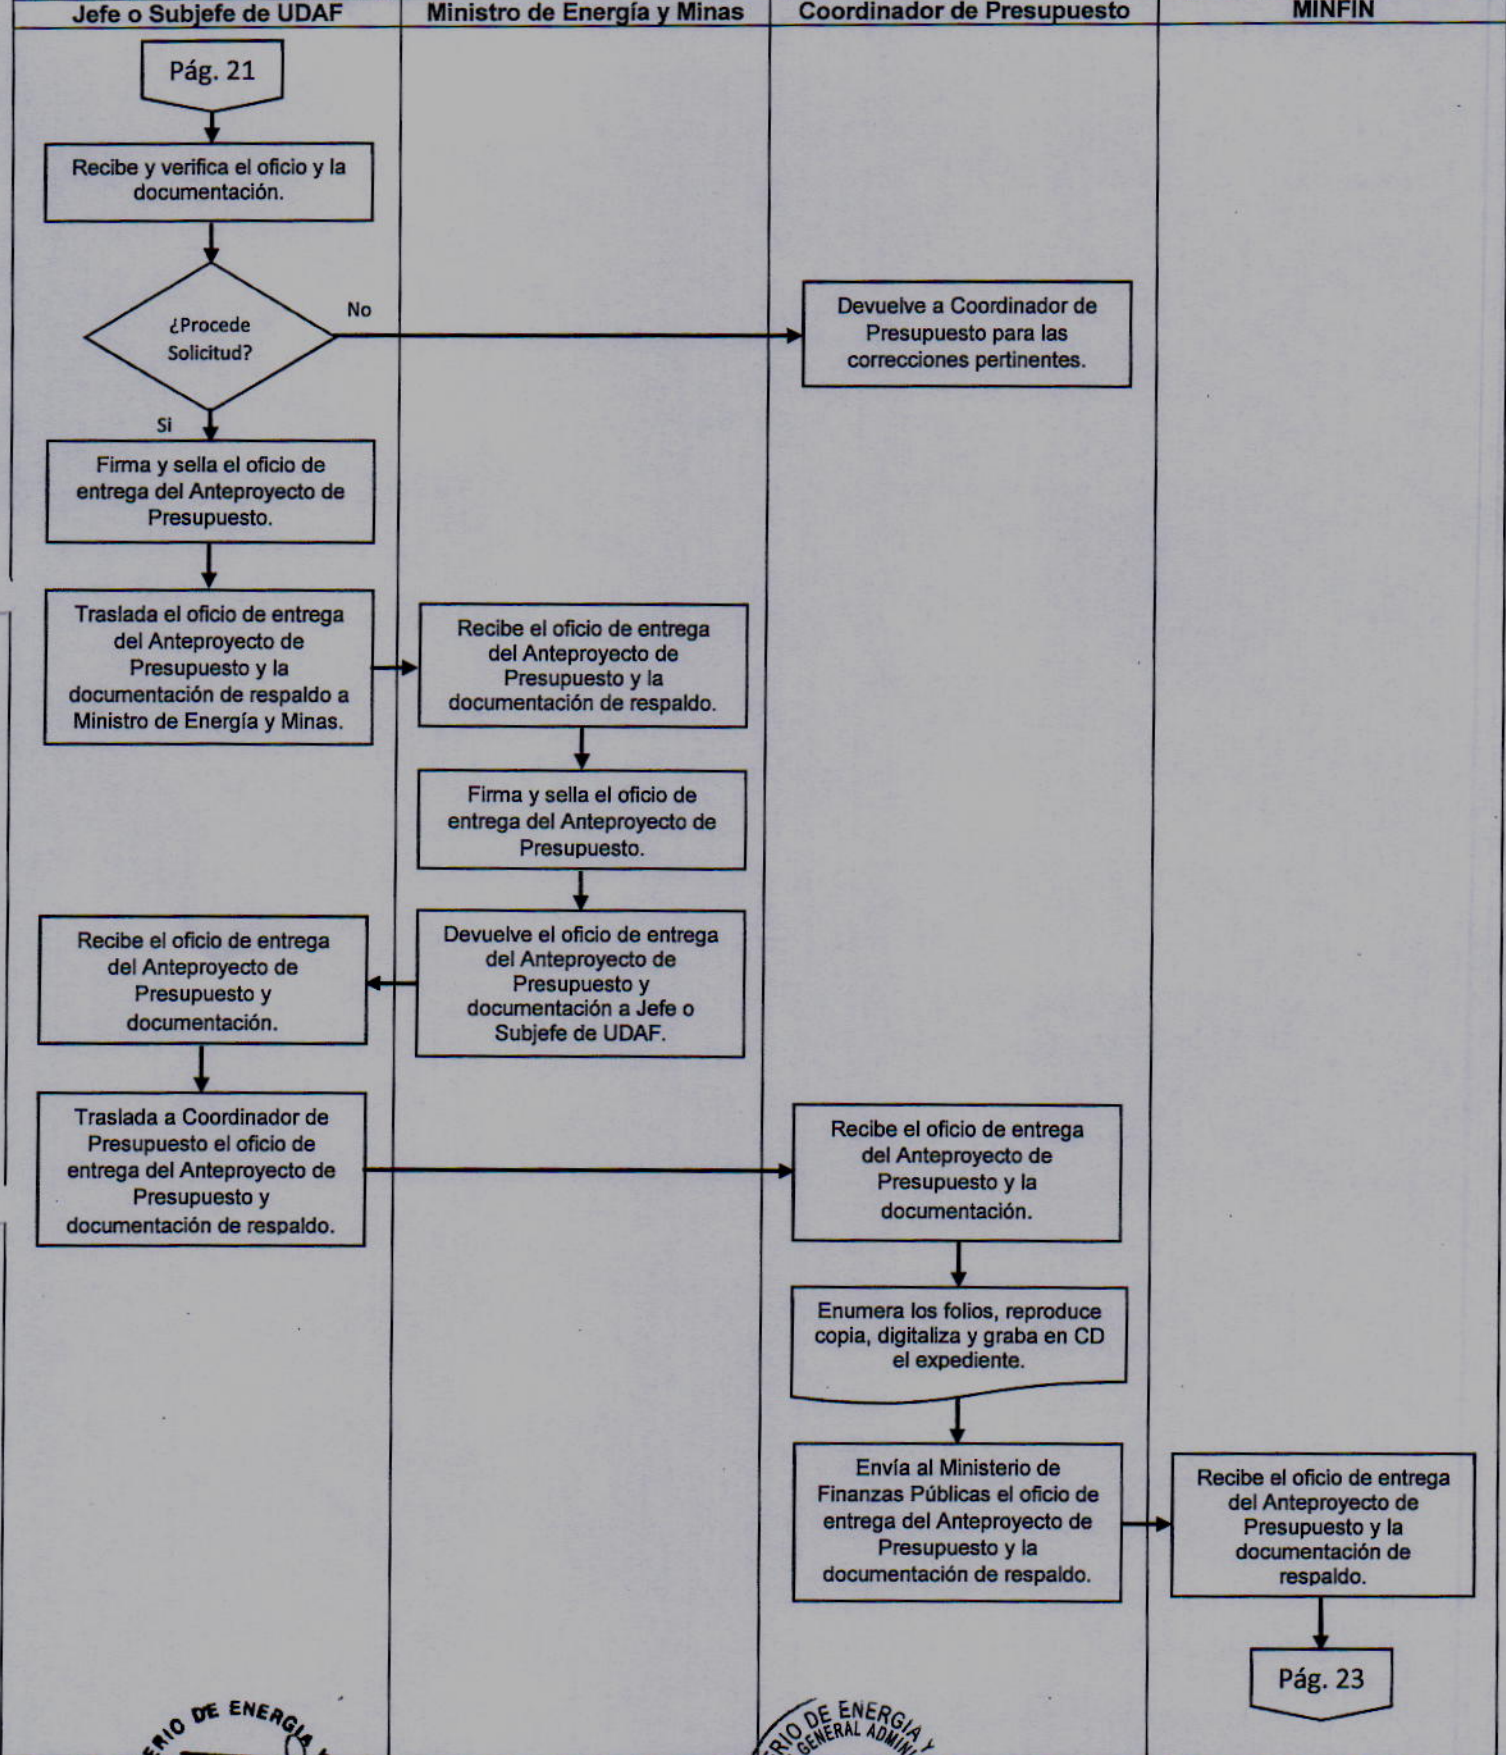 Jefe o Subjefe de UDAF
Ministro de Energía y Minas
Coordinador de Presupuesto
MINFIN
Pág. 21
Recibe y verifica el oficio y la
documentación.
¿Procede
Solicitud?
No
Devuelve a Coordinador de
Presupuesto para las
correcciones pertinentes.
Si
Firma y sella el oficio de
entrega del Anteproyecto de
Presupuesto.
Traslada el oficio de entrega
del Anteproyecto de
Presupuesto y la
documentación de respaldo a
Ministro de Energía y Minas.
Recibe el oficio de entrega
del Anteproyecto de
Presupuesto y la
documentación de respaldo.
Firma y sella el oficio de
entrega del Anteproyecto de
Presupuesto.
Devuelve el oficio de entrega
del Anteproyecto de
Presupuesto y
documentación a Jefe o
Subjefe de UDAF.
Recibe el oficio de entrega
del Anteproyecto de
Presupuesto y
documentación.
Traslada a Coordinador de
Presupuesto el oficio de
entrega del Anteproyecto de
Presupuesto y
documentación de respaldo.
Recibe el oficio de entrega
del Anteproyecto de
Presupuesto y la
documentación.
Enumera los folios, reproduce
copia, digitaliza y graba en CD
el expediente.
Envía al Ministerio de
Finanzas Públicas el oficio de
entrega del Anteproyecto de
Presupuesto y la
documentación de respaldo.
Recibe el oficio de entrega
del Anteproyecto de
Presupuesto y la
documentación de
respaldo.
Pág. 23
DE ENERGIA
DE ENERGIA Y
GENERAL